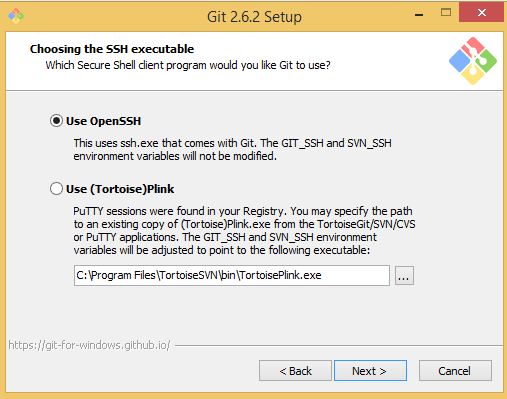 Git 2.6.2 Setup
Choosing the SSH executable
Which Secure Shell client program would you like Git to use?
Use OpenSSH
This uses ssh.exe that comes with Git. The GIT_SSH and SVN_SSH
environment variables will not be modified.
Use (Tortoise)Plink
PuTTY sessions were found in your Registry. You may specify the path
to an existing copy of (Tortoise)Plink.exe from the TortoiseGit/SVN/CVS
or PuTTY applications. The GIT_SSH and SVN_SSH environment
variables will be adjusted to point to the following executable:
C:\Program Files\TortoiseSVN\bin\TortoisePlink.exe
...
https://git-for-windows.github.io/
< Back
Next >
Cancel